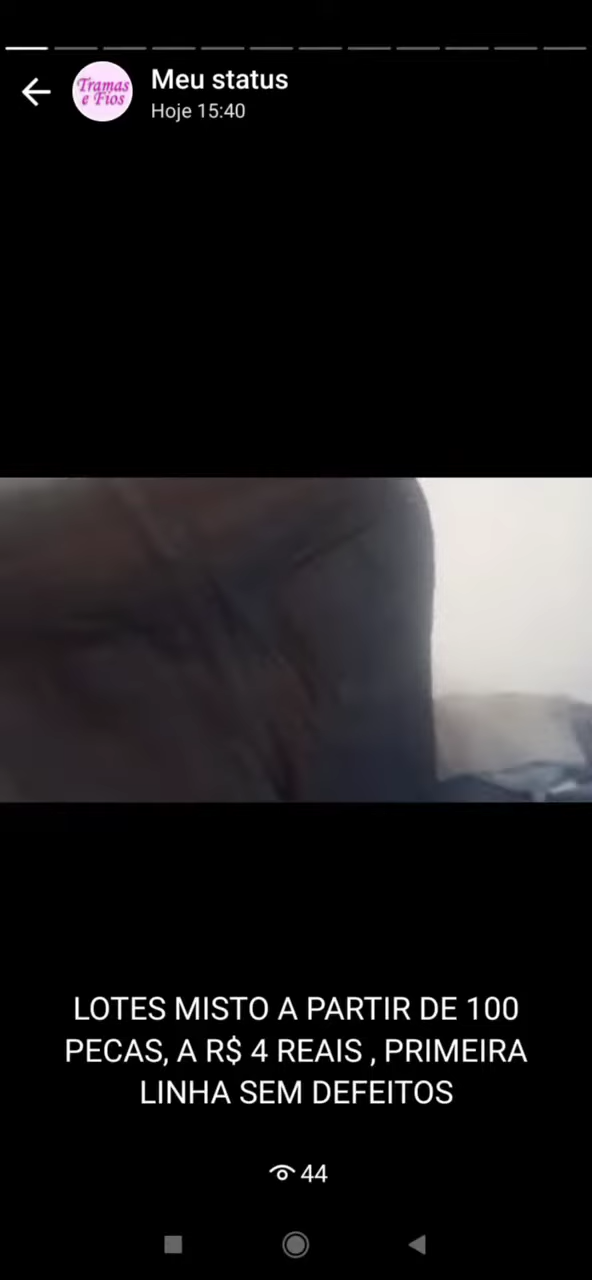 Meu status
Hoje 15:40
Tramas
e Fios
LOTES MISTO A PARTIR DE 100
PECAS, A R$ 4 REAIS , PRIMEIRA
LINHA SEM DEFEITOS
44